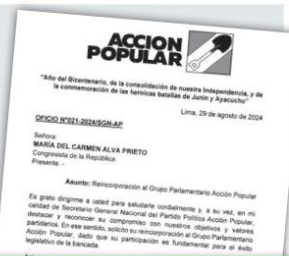 ACCION
POPULAR
"Año del Bicentenario, de la consolidación de nuestra Independencia, y de
la conmemoración de las heroicas batallas de Junín y Ayacucho"
Lima, 29 de agosto de 2024
OFICIO N°021-2024/SGN-AP
Señora:
MARÍA DEL CARMEN ALVA PRIETO
Congresista de la República
Presente. -
Asunto: Reincorporación al Grupo Parlamentario Acción Popular
Es grato dirigirme a usted para saludarle cordialmente y, a su vez, en mi
calidad de Secretario General Nacional del Partido Político Acción Popular,
destacar y reconocer su compromiso con nuestros objetivos y valores
partidarios. En ese sentido, solicito su reincorporación al Grupo Parlamentario
Acción Popular, dado que su participación es fundamental para el éxito
legislativo de la bancada.